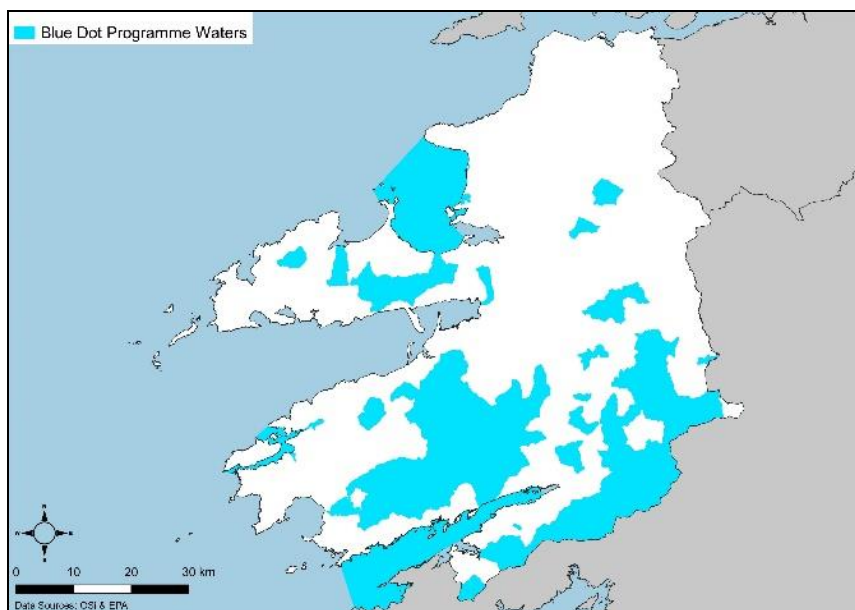 Blue Dot Programme Waters
N
W E
S
0 10 20 30 km
Data Sources: OSi & EPA